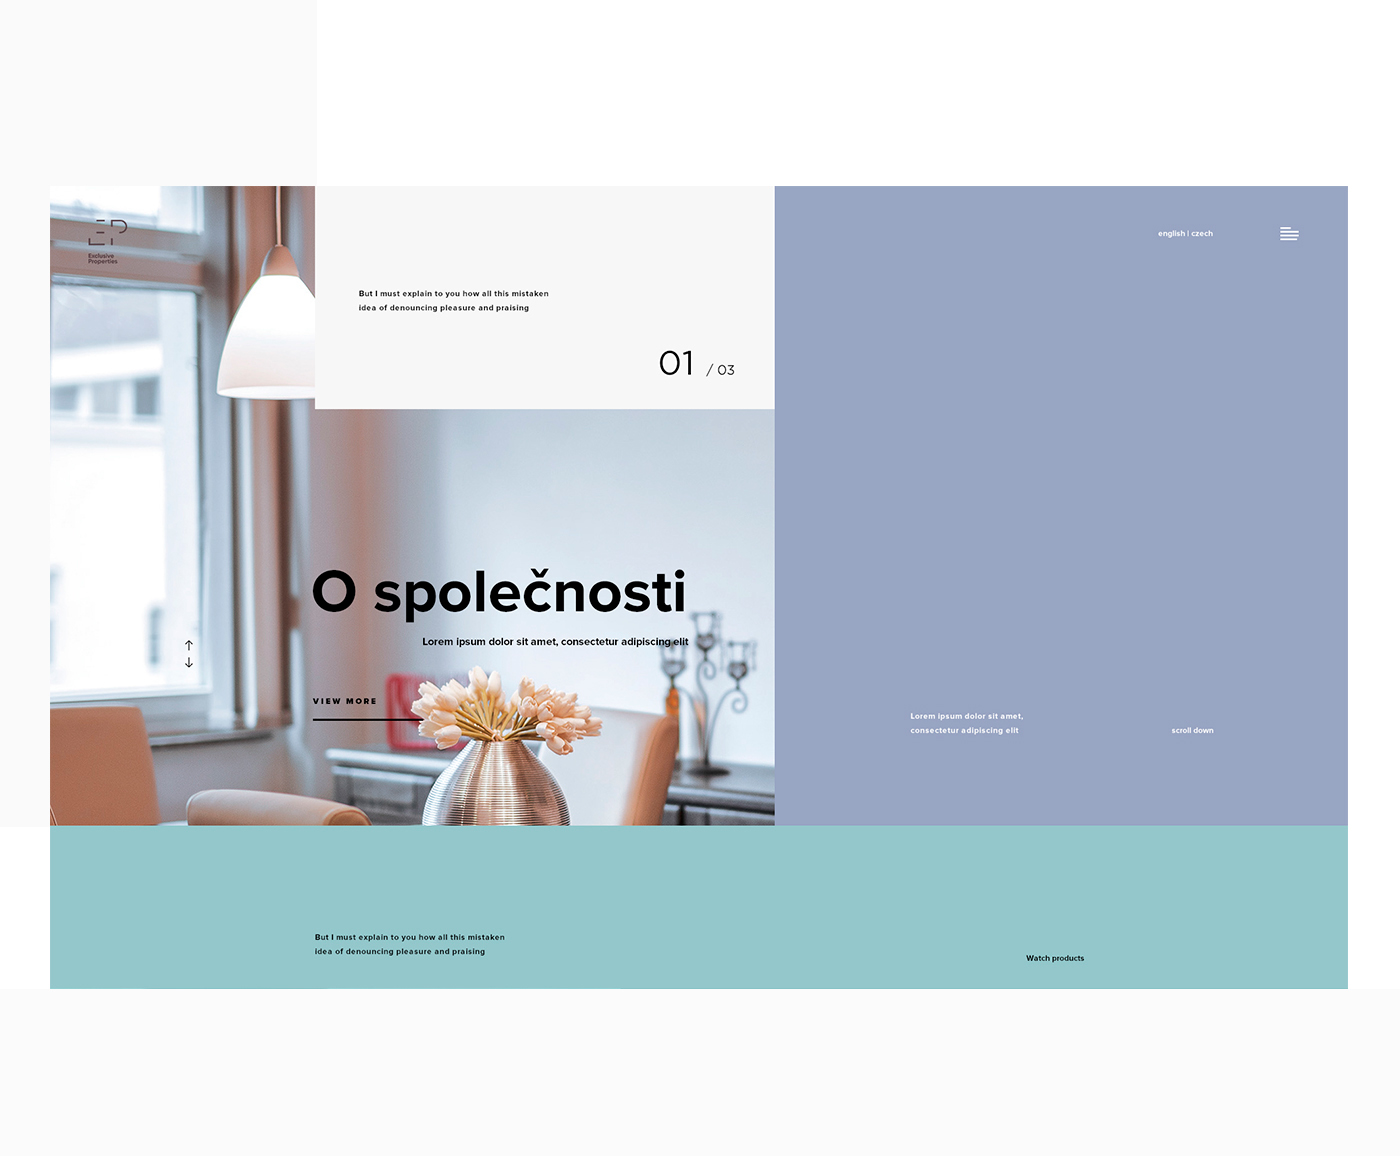 Exclusive
Properties
english | czech
But I must explain to you how all this mistaken
idea of denouncing pleasure and praising
01 / 03
O společnosti
Lorem ipsum dolor sit amet, consectetur adipiscing elit
VIEW MORE
Lorem ipsum dolor sit amet,
consectetur adipiscing elit
scroll down
But I must explain to you how all this mistaken
idea of denouncing pleasure and praising
Watch products